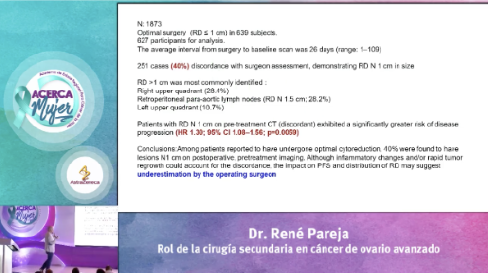 N: 1873
Optimal surgery (RD ≤ 1 cm) in 639 subjects.
627 participants for analysis.
The average interval from surgery to baseline scan was 26 days (range: 1–109)
251 cases (40%) discordance with surgeon assessment, demonstrating RD N 1 cm in size
RD >1 cm was most commonly identified :
Right upper quadrant (28.4%)
Retroperitoneal para-aortic lymph nodes (RD N 1.5 cm; 28.2%)
Left upper quadrant (10.7%)
Patients with RD N 1 cm on pre-treatment CT (discordant) exhibited a significantly greater risk of disease
progression (HR 1.30; 95% CI 1.08–1.56; p=0.0059)
Conclusions: Among patients reported to have undergone optimal cytoreduction, 40% were found to have
lesions N1 cm on postoperative, pretreatment imaging. Although inflammatory changes and/or rapid tumor
regrowth could account for the discordance, the impact on PFS and distribution of RD may suggest
underestimation by the operating surgeon
ACERCA
Mujer
AstraZeneca
ACERCA
Mujer
Dr. René Pareja
Rol de la cirugía secundaria en cáncer de ovario avanzado